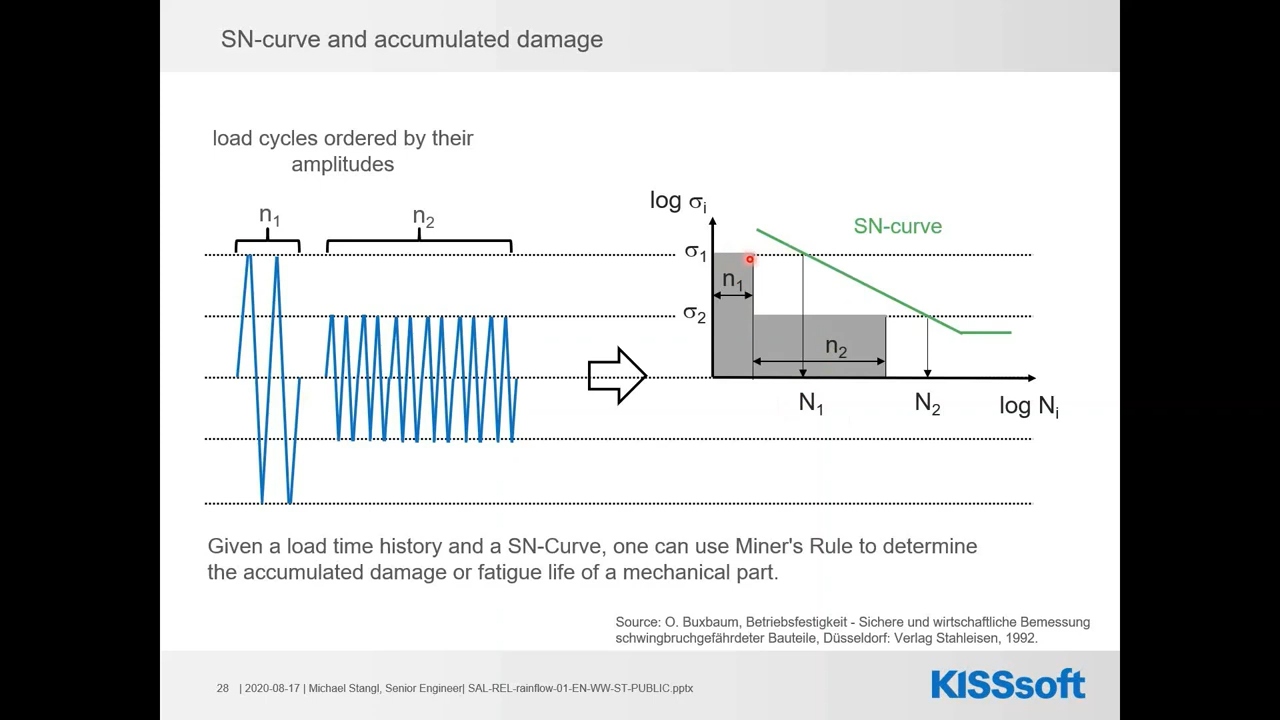 SN-curve and accumulated damage
load cycles ordered by their
amplitudes
n1
n2
log σi
SN-curve
σ1
n1
σ2
n2
N1
N2
log Ni
Given a load time history and a SN-Curve, one can use Miner's Rule to determine
the accumulated damage or fatigue life of a mechanical part.
Source: O. Buxbaum, Betriebsfestigkeit - Sichere und wirtschaftliche Bemessung
schwingbruchgefährdeter Bauteile, Düsseldorf: Verlag Stahleisen, 1992.
28 | 2020-08-17 | Michael Stangl, Senior Engineer| SAL-REL-rainflow-01-EN-WW-ST-PUBLIC.pptx
KISSsoft